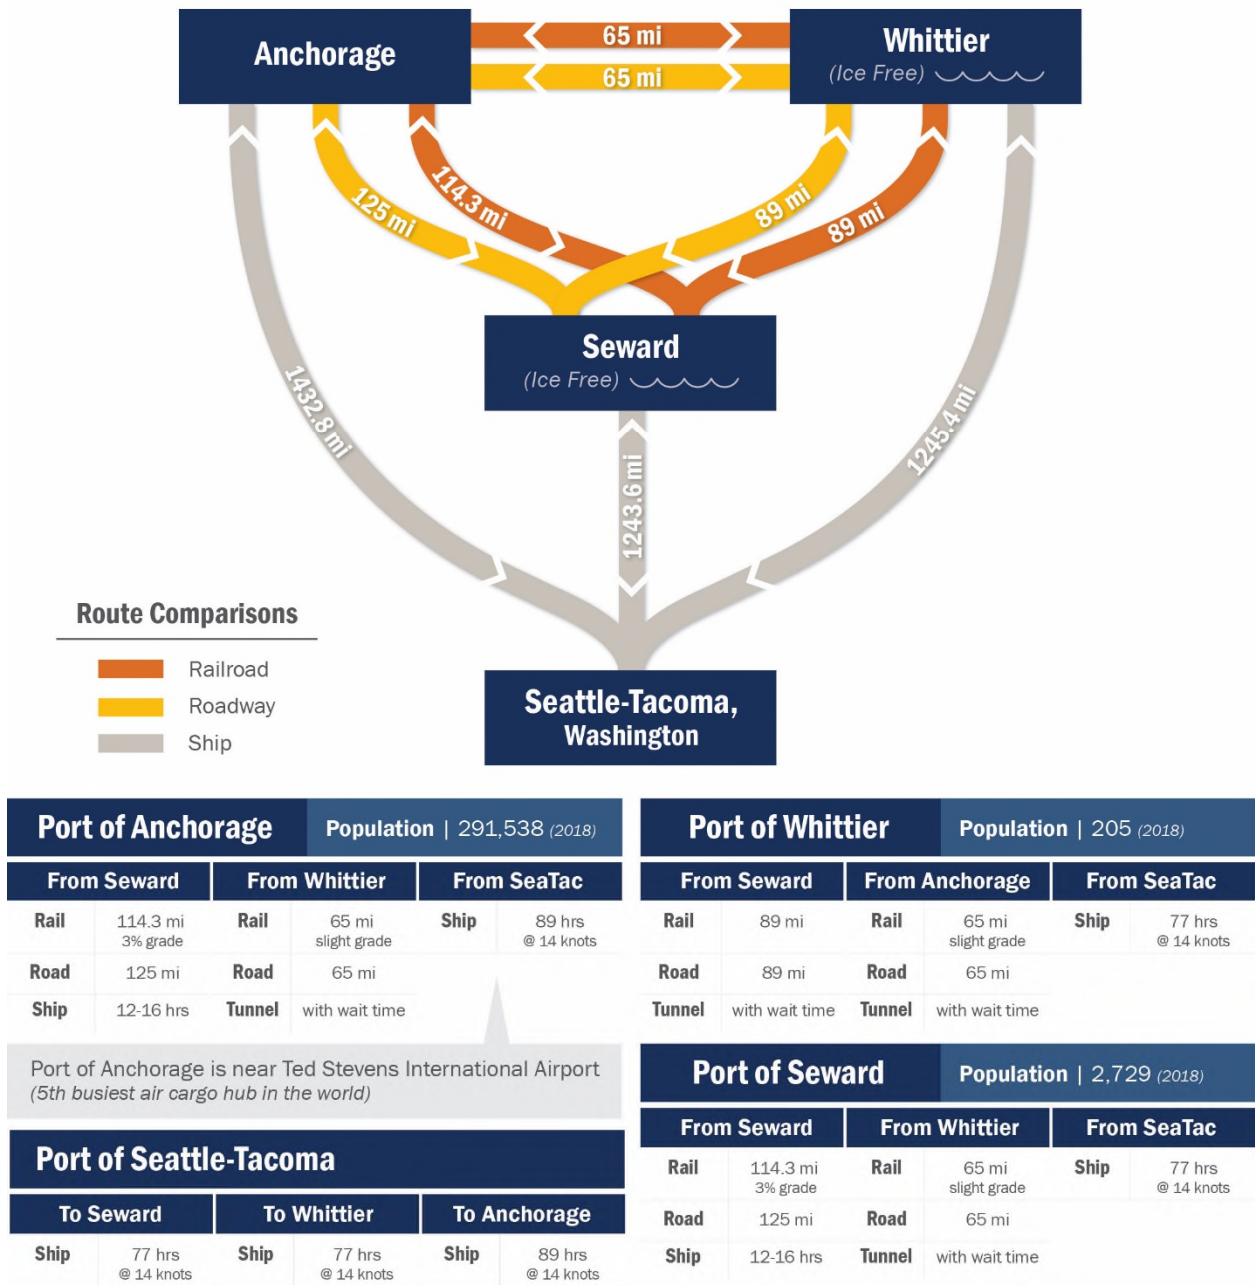 Anchorage
65 mi
65 mi
Whittier
(Ice Free)
125 mi
114.3 mi
89 mi
89 mi
Seward
(Ice Free)
1432.8 mi
1243.6 mi
1245.4 mi
Route Comparisons
Railroad
Roadway
Ship
Seattle-Tacoma,
Washington
Port of Anchorage Population | 291,538 (2018)
From Seward From Whittier From SeaTac
Rail 114.3 mi Rail 65 mi Ship 89 hrs
3% grade slight grade @ 14 knots
Road 125 mi Road 65 mi
Ship 12-16 hrs Tunnel with wait time
Port of Anchorage is near Ted Stevens International Airport
(5th busiest air cargo hub in the world)
Port of Seattle-Tacoma
To Seward To Whittier To Anchorage
Ship 77 hrs Ship 77 hrs Ship 89 hrs
@ 14 knots @ 14 knots @ 14 knots
Port of Whittier Population | 205 (2018)
From Seward From Anchorage From SeaTac
Rail 89 mi Rail 65 mi Ship 77 hrs
slight grade @ 14 knots
Road 89 mi Road 65 mi
Tunnel with wait time Tunnel with wait time
Port of Seward Population | 2,729 (2018)
From Seward From Whittier From SeaTac
Rail 114.3 mi Rail 65 mi Ship 77 hrs
3% grade slight grade @ 14 knots
Road 125 mi Road 65 mi
Ship 12-16 hrs Tunnel with wait time